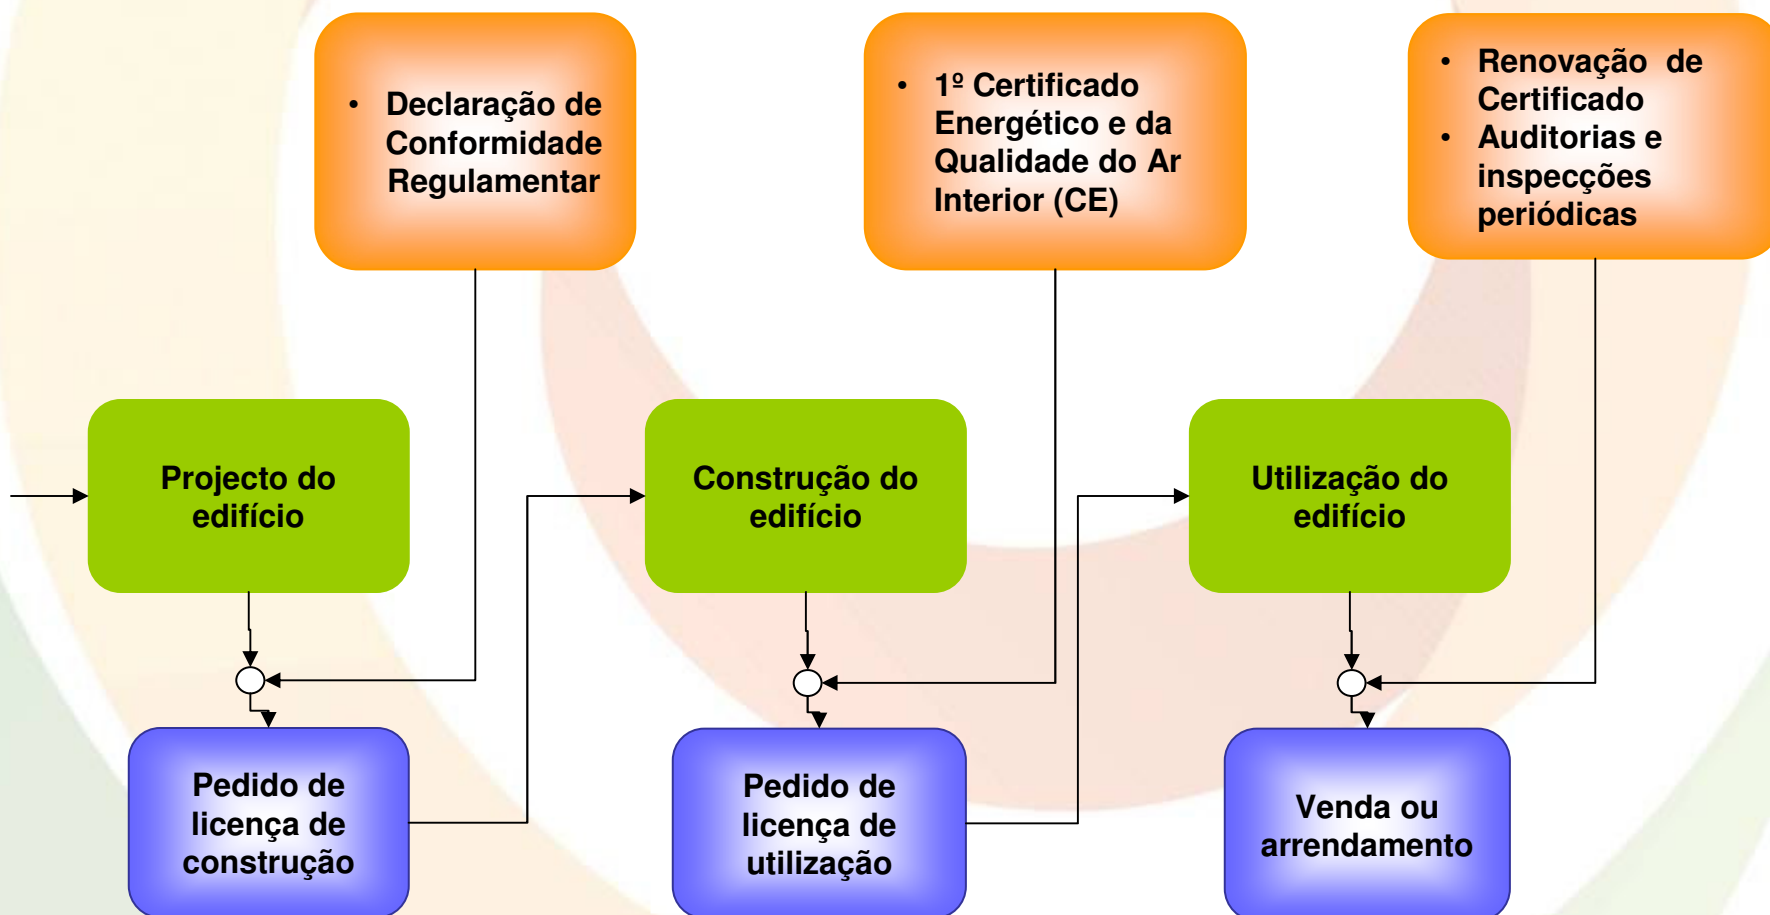 • Declaração de
Conformidade
Regulamentar
• 1º Certificado
Energético e da
Qualidade do Ar
Interior (CE)
• Renovação de
Certificado
• Auditorias e
inspecções
periódicas
Projecto do
edifício
Construção do
edifício
Utilização do
edifício
Pedido de
licença de
construção
Pedido de
licença de
utilização
Venda ou
arrendamento